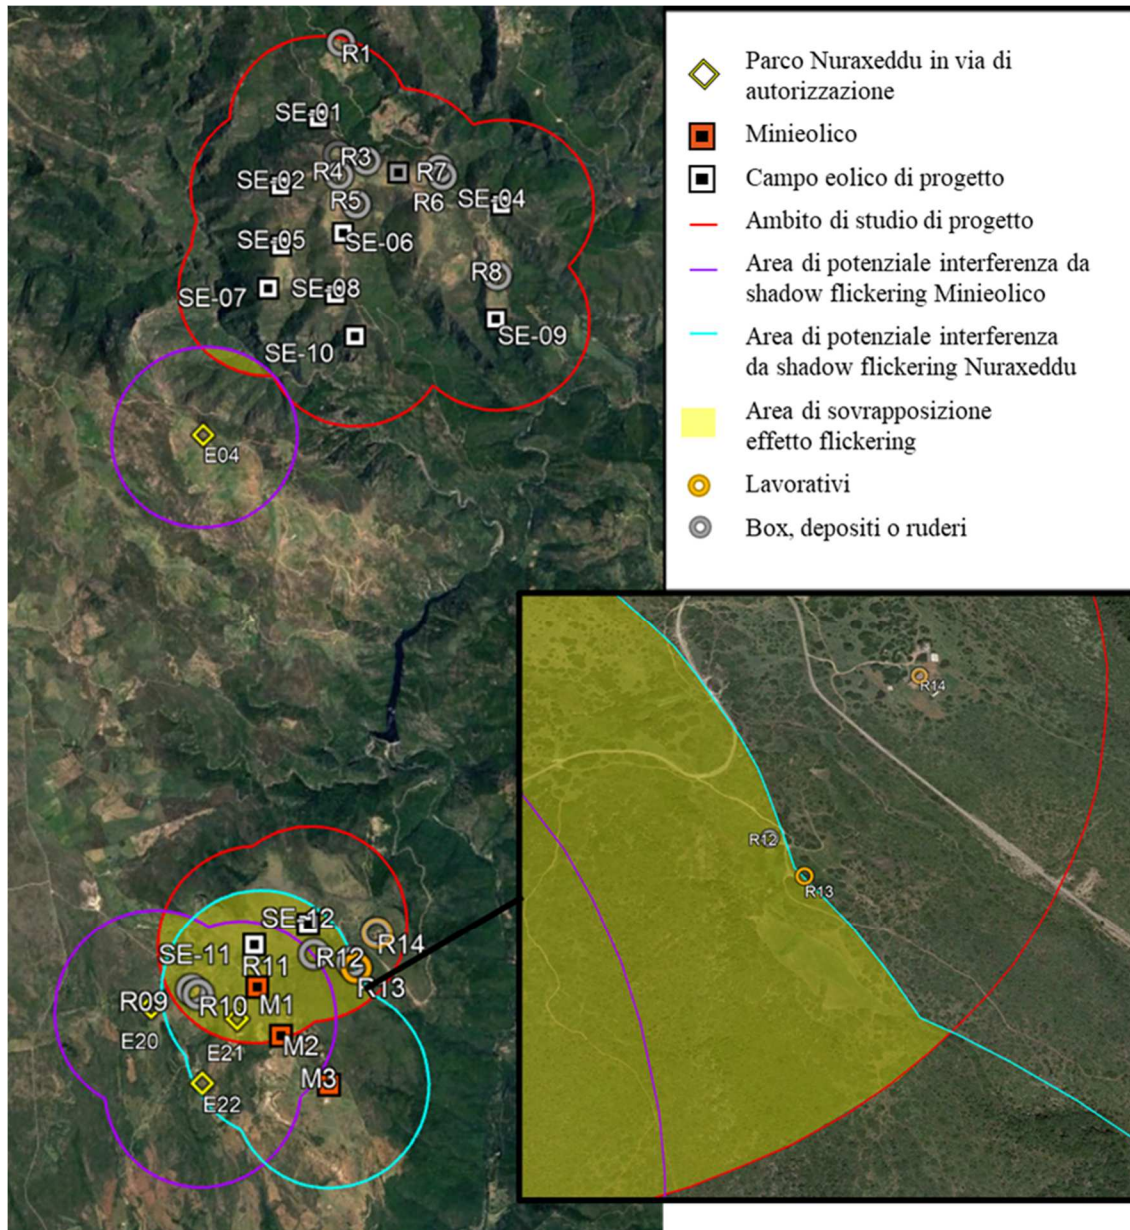 R1
SE-01
R3
R4
R7
SE-02
R6
SE-04
R5
SE-05
SE-06
R8
SE-07
SE-08
SE-09
SE-10
E04
SE-12
R14
SE-11
R12
R11
R13
R09
R10
M1
E20
E21
M2
M3
E22
Parco Nuraxeddu in via di
autorizzazione
Minieolico
Campo eolico di progetto
Ambito di studio di progetto
Area di potenziale interferenza da
shadow flickering Minieolico
Area di potenziale interferenza
da shadow flickering Nuraxeddu
Area di sovrapposizione
effetto flickering
Lavorativi
Box, depositi o ruderi
R14
R12
R13